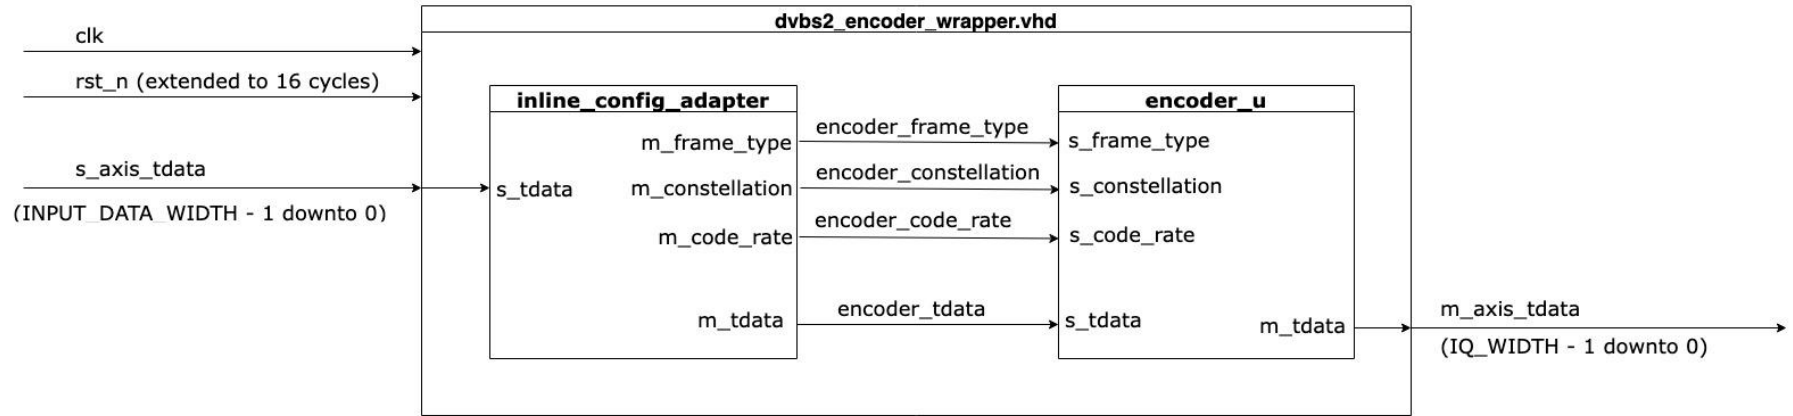 dvbs2_encoder_wrapper.vhd
clk
rst_n (extended to 16 cycles)
s_axis_tdata
(INPUT_DATA_WIDTH - 1 downto 0)
inline_config_adapter
s_tdata
m_frame_type
m_constellation
m_code_rate
m_tdata
encoder_frame_type
encoder_constellation
encoder_code_rate
encoder_tdata
encoder_u
s_frame_type
s_constellation
s_code_rate
s_tdata
m_tdata
m_axis_tdata
(IQ_WIDTH - 1 downto 0)